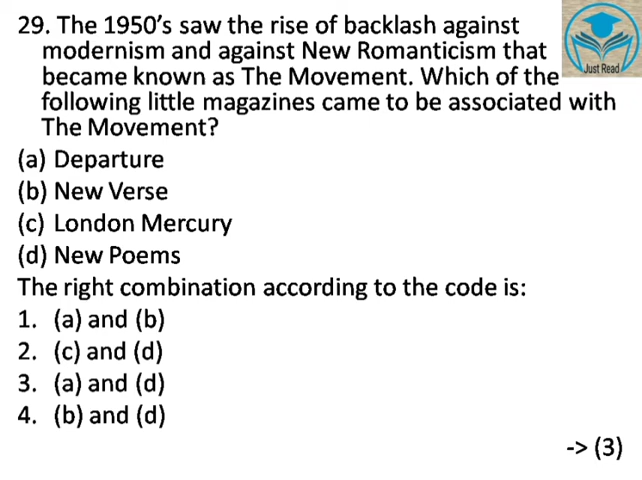 29. The 1950's saw the rise of backlash against
modernism and against New Romanticism that
became known as The Movement. Which of the
following little magazines came to be associated with
The Movement?
(a) Departure
(b) New Verse
(c) London Mercury
(d) New Poems
The right combination according to the code is:
1. (a) and (b)
2. (c) and (d)
3. (a) and (d)
4. (b) and (d)
-> (3)
Just Read